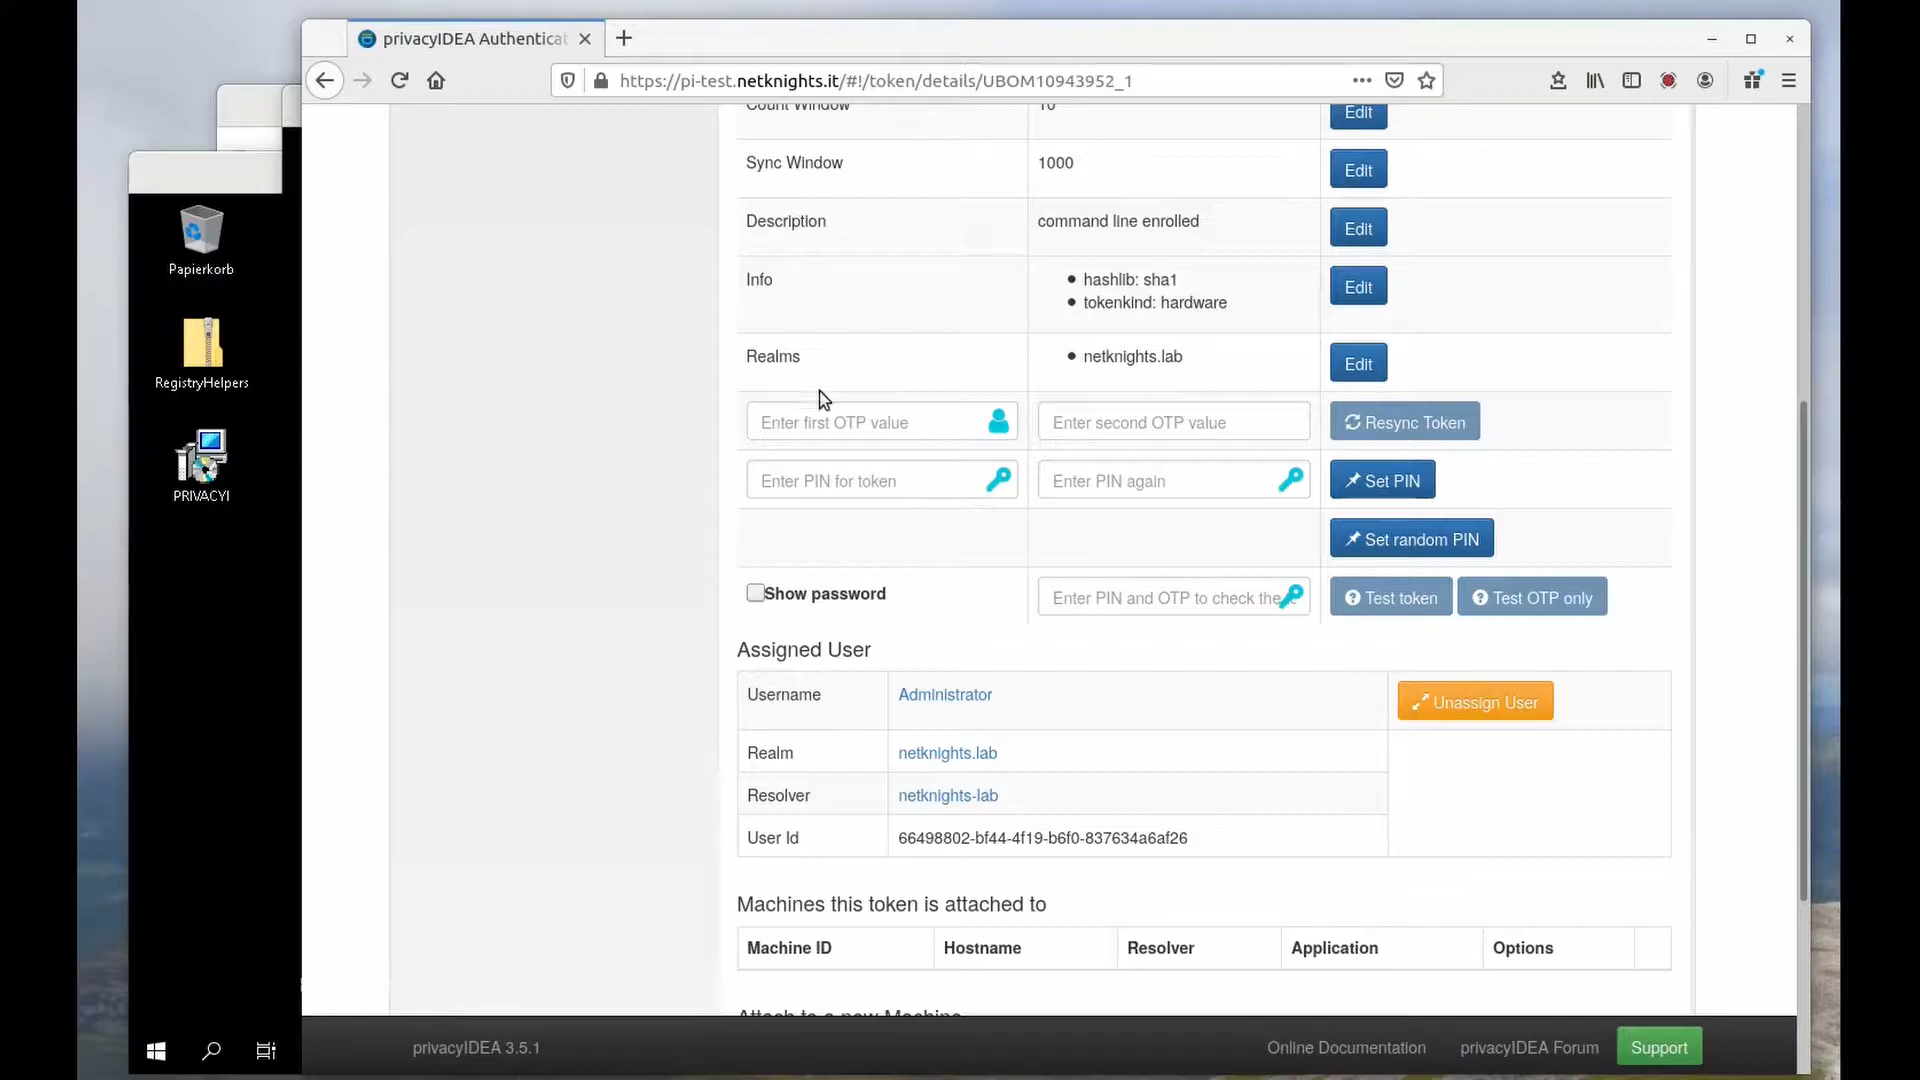 privacyIDEA Authenticat
https://pi-test.netknights.it/#!/token/details/UBOM10943952_1
Count Window 10 Edit
Sync Window 1000 Edit
Description command line enrolled Edit
Info hashlib: sha1 Edit
tokenkind: hardware
Realms netknights.lab Edit
Enter first OTP value Enter second OTP value Resync Token
Enter PIN for token Enter PIN again Set PIN
Set random PIN
Show password Enter PIN and OTP to check the Test token Test OTP only
Assigned User
Username Administrator Unassign User
Realm netknights.lab
Resolver netknights-lab
User Id 66498802-bf44-4f19-b6f0-837634a6af26
Machines this token is attached to
Machine ID Hostname Resolver Application Options
Attach to a new Machine
privacyIDEA 3.5.1 Online Documentation privacyIDEA Forum Support
Papierkorb
RegistryHelpers
PRIVACYI